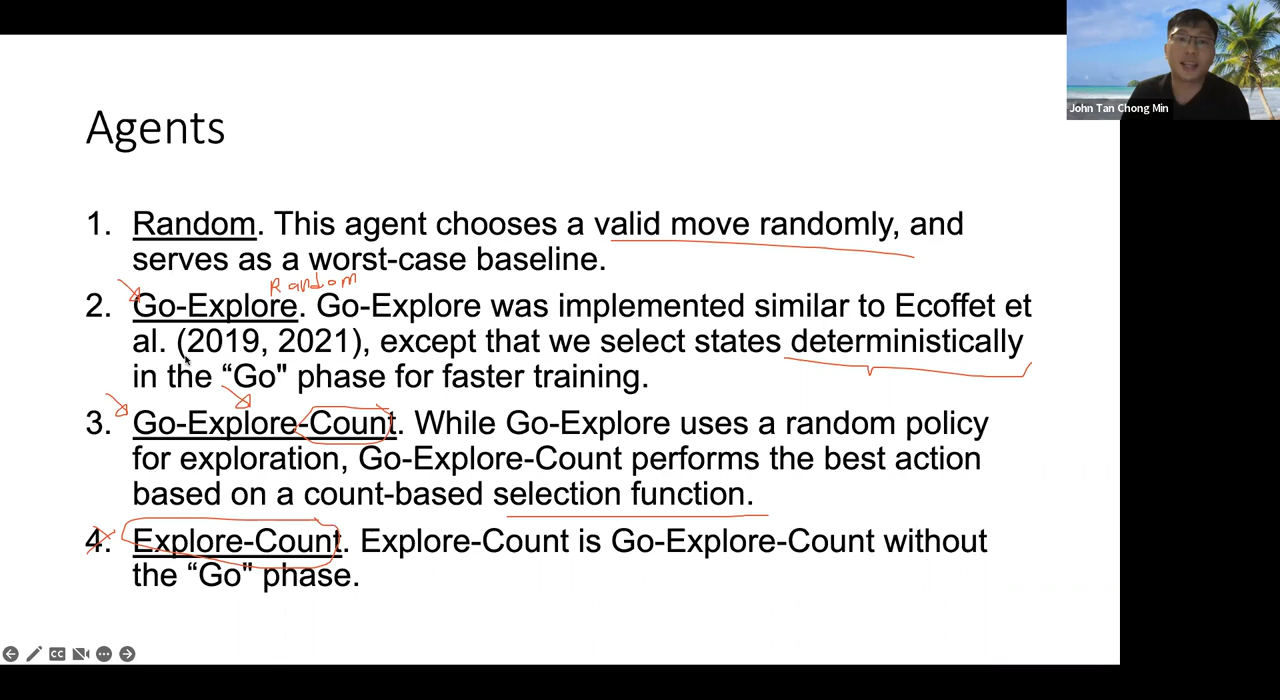 John Tan Chong Min
Agents
1. Random. This agent chooses a valid move randomly, and
serves as a worst-case baseline.
Random
2. Go-Explore. Go-Explore was implemented similar to Ecoffet et
al. (2019, 2021), except that we select states deterministically
in the “Go" phase for faster training.
3. Go-Explore-Count. While Go-Explore uses a random policy
for exploration, Go-Explore-Count performs the best action
based on a count-based selection function.
4. Explore-Count. Explore-Count is Go-Explore-Count without
the “Go" phase.
CC